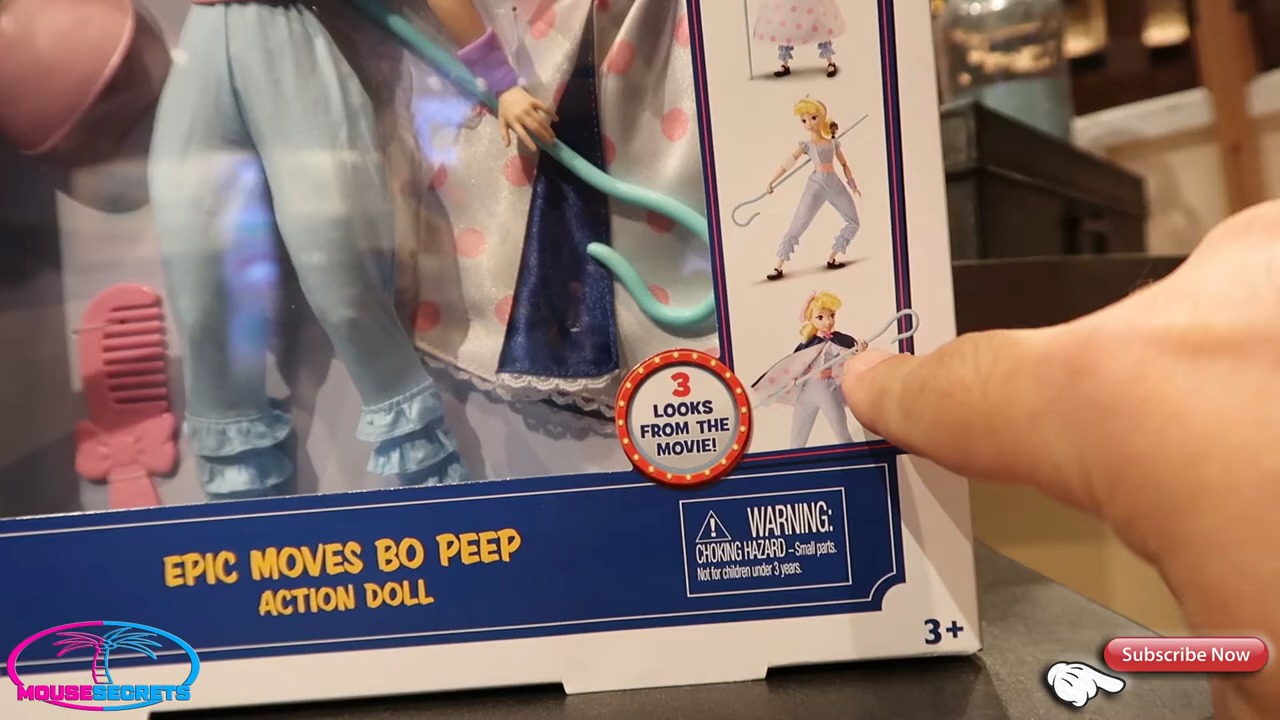 3
LOOKS
FROM THE
MOVIE!
EPIC MOVES BO PEEP
ACTION DOLL
WARNING:
CHOKING HAZARD – Small parts.
Not for children under 3 years.
3+
MOUSESECRETS
Subscribe Now